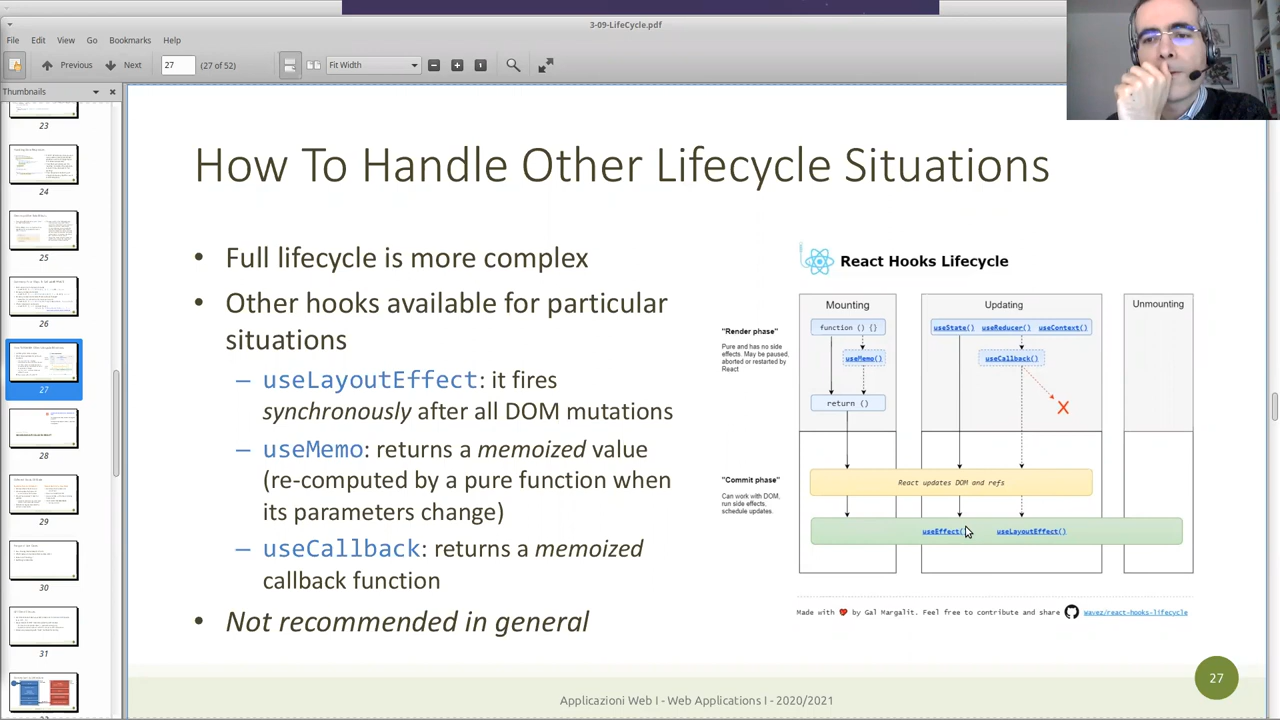 3-09-LifeCycle.pdf
File Edit View Go Bookmarks Help
Previous Next 27 (27 of 52) Fit Width
Thumbnails
23
24
25
26
27
28
29
30
31
How To Handle Other Lifecycle Situations
• Full lifecycle is more complex
• Other hooks available for particular
situations
– useLayoutEffect: it fires
synchronously after all DOM mutations
– useMemo: returns a memoized value
(re-computed by a pure function when
its parameters change)
– useCallback: returns a memoized
callback function
• Not recommended in general
React Hooks Lifecycle
Mounting Updating Unmounting
"Render phase"
Pure and has no side
effects. May be paused,
aborted or restarted by
React
function () {}
useMemo()
return ()
useState() useReducer() useContext()
useCallback()
X
"Commit phase"
Can work with DOM,
run side effects,
schedule updates.
React updates DOM and refs
useEffect() useLayoutEffect()
Made with ❤ by Gal Margalit. Feel free to contribute and share wavez/react-hooks-lifecycle
Applicazioni Web I - Web Applications I - 2020/2021
27